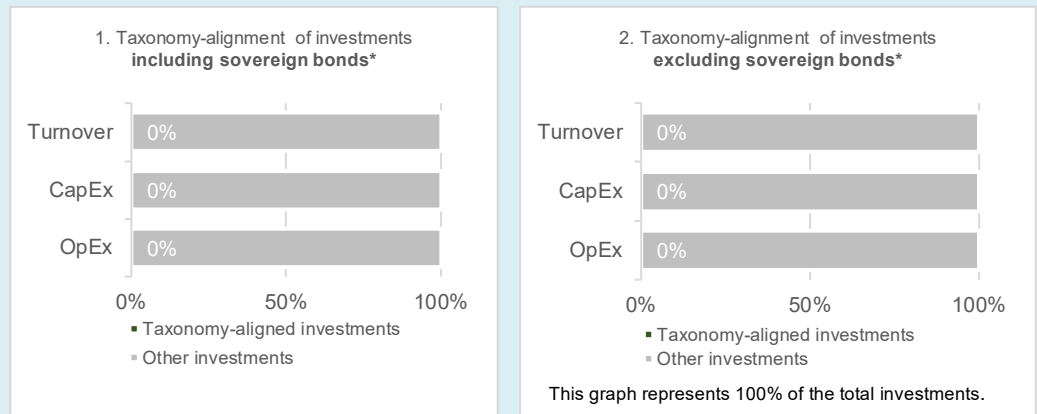 1. Taxonomy-alignment of investments
including sovereign bonds*
Turnover 0%
CapEx 0%
OpEx 0%
0% 50% 100%
Taxonomy-aligned investments
Other investments
2. Taxonomy-alignment of investments
excluding sovereign bonds*
Turnover 0%
CapEx 0%
OpEx 0%
0% 50% 100%
Taxonomy-aligned investments
Other investments
This graph represents 100% of the total investments.